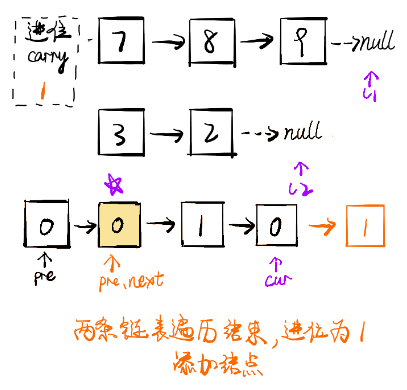 进位
carry
1
7 → 8 → 9 → null
l1
3 → 2 → null
l2
0 → 0 → 1 → 0 → 1
pre
pre.next
cur
两条链表遍历结束,进位为1
添加结点